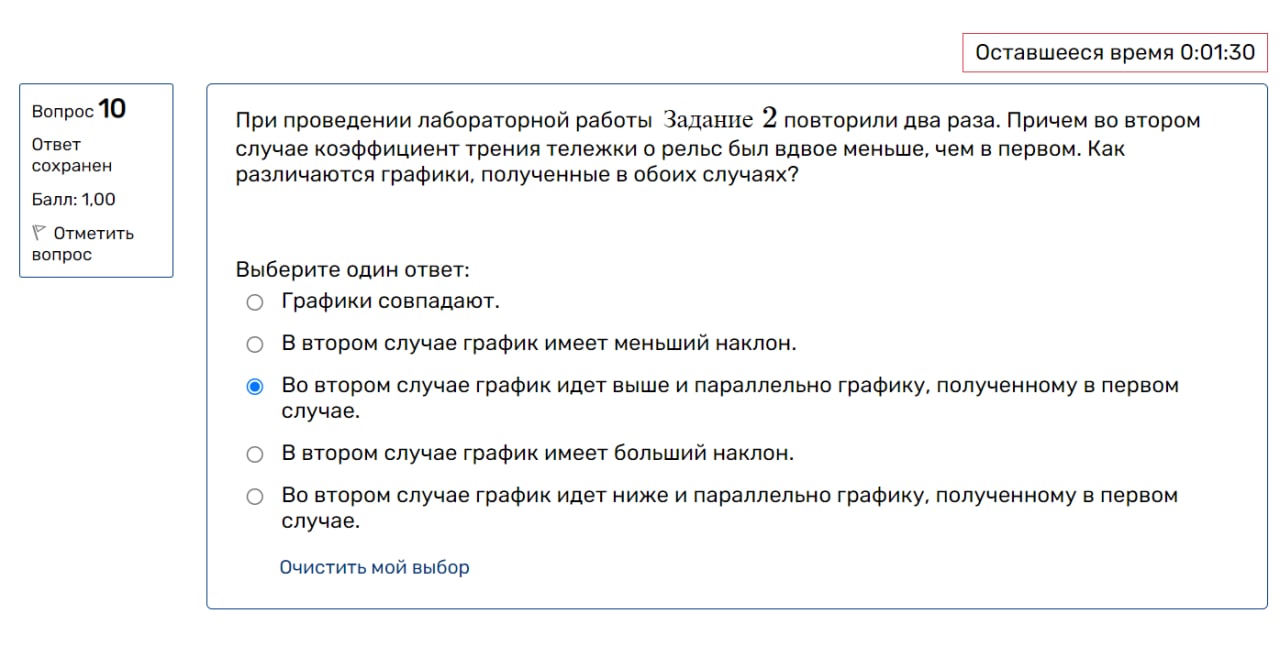 Оставшееся время 0:01:30
Вопрос 10
Ответ
сохранен
Балл: 1,00
Отметить
вопрос
При проведении лабораторной работы Задание 2 повторили два раза. Причем во втором
случае коэффициент трения тележки о рельс был вдвое меньше, чем в первом. Как
различаются графики, полученные в обоих случаях?
Выберите один ответ:
Графики совпадают.
В втором случае график имеет меньший наклон.
Во втором случае график идет выше и параллельно графику, полученному в первом
случае.
В втором случае график имеет больший наклон.
Во втором случае график идет ниже и параллельно графику, полученному в первом
случае.
Очистить мой выбор